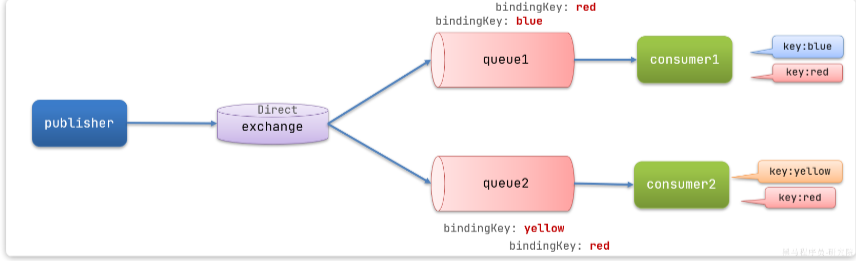 bindingKey: red
bindingKey: blue
queue1
consumer1
key:blue
key:red
publisher
Direct
exchange
queue2
consumer2
key:yellow
key:red
bindingKey: yellow
bindingKey: red